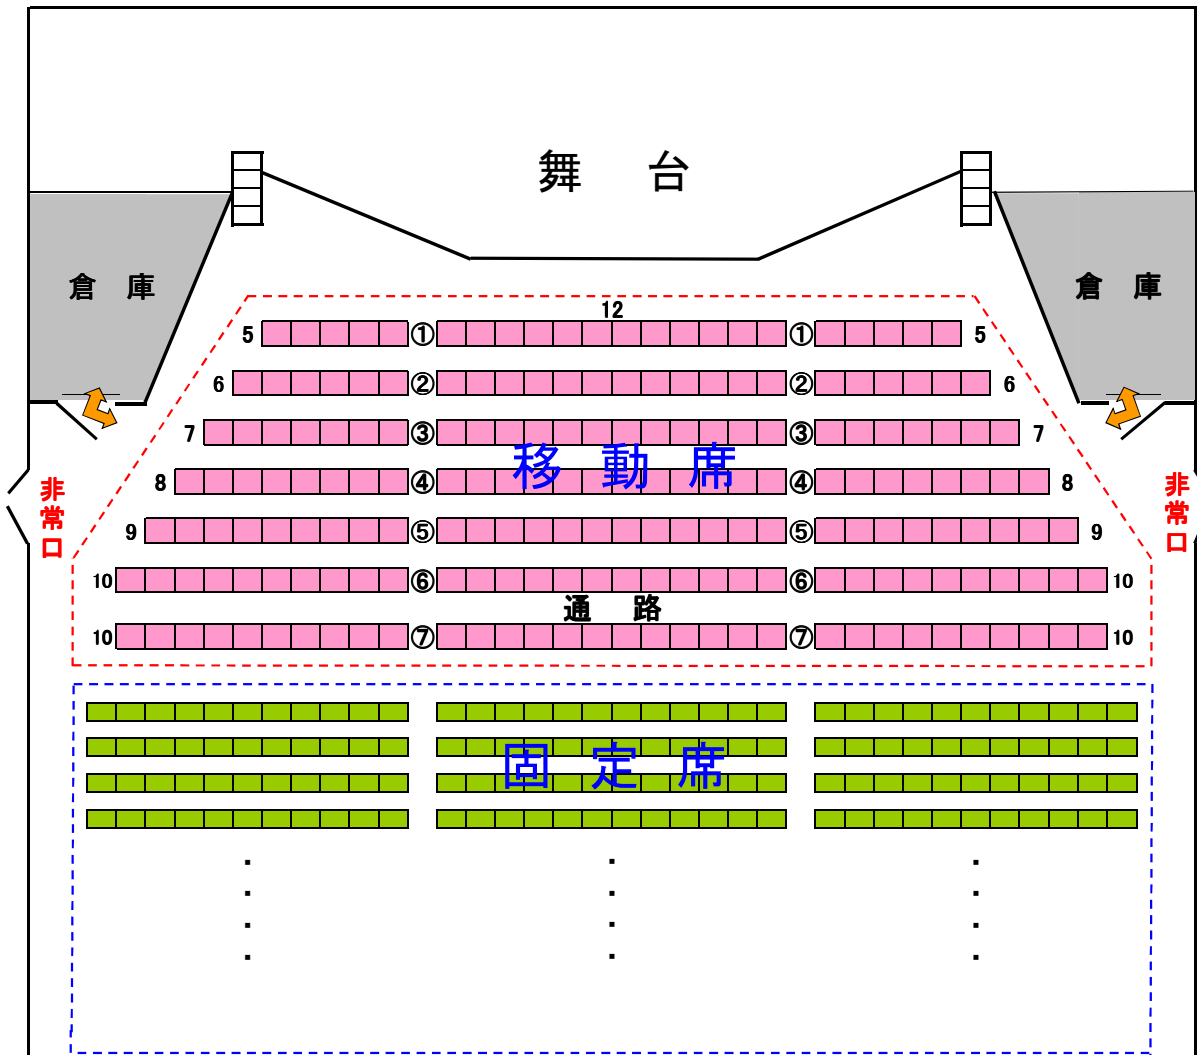 舞 台
倉 庫
倉 庫
12
5 ① ① 5
6 ② ② 6
7 ③ ③ 7
移 動 席
8 ④ ④ 8
9 ⑤ ⑤ 9
非常口
非常口
10 ⑥ ⑥ 10
通 路
10 ⑦ ⑦ 10
固 定 席